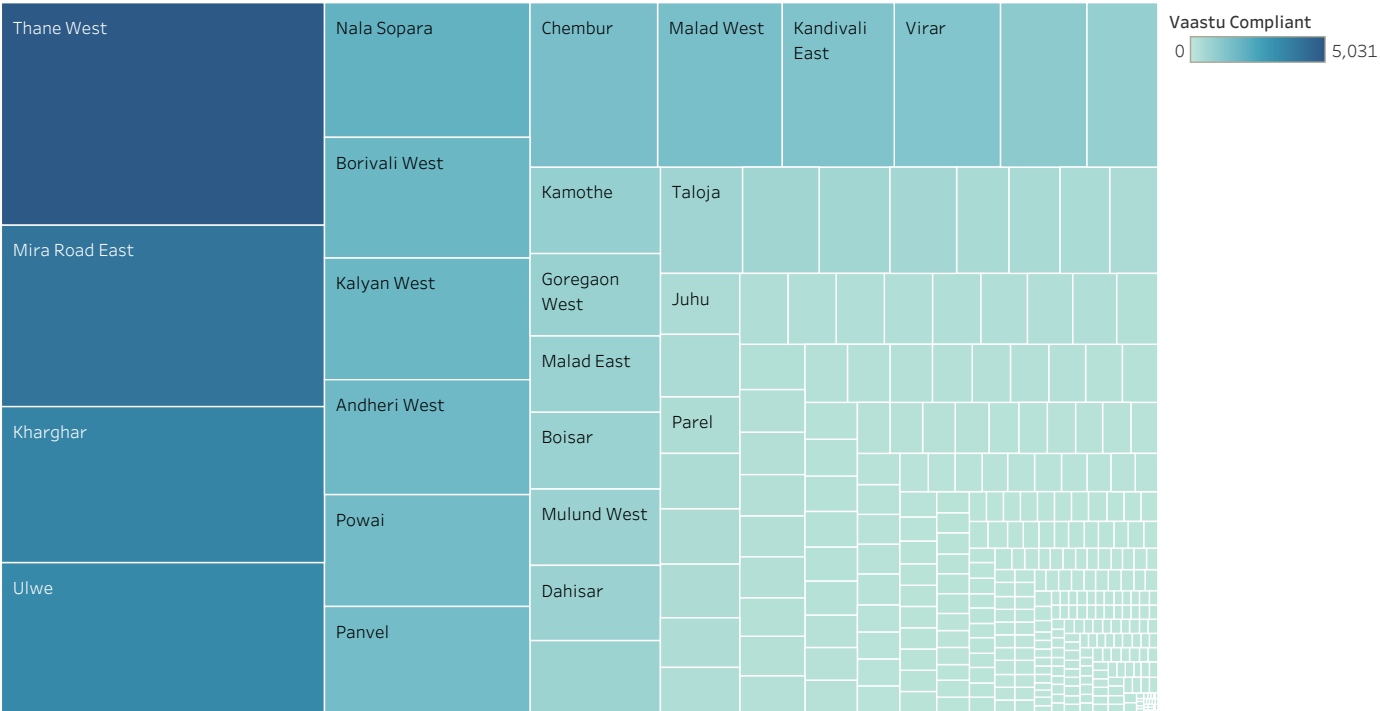 Thane West
Mira Road East
Kharghar
Ulwe
Nala Sopara
Borivali West
Kalyan West
Andheri West
Powai
Panvel
Chembur
Malad West
Kandivali
East
Virar
Kamothe
Goregaon
West
Malad East
Boisar
Mulund West
Dahisar
Taloja
Juhu
Parel
Vaastu Compliant
0 5,031